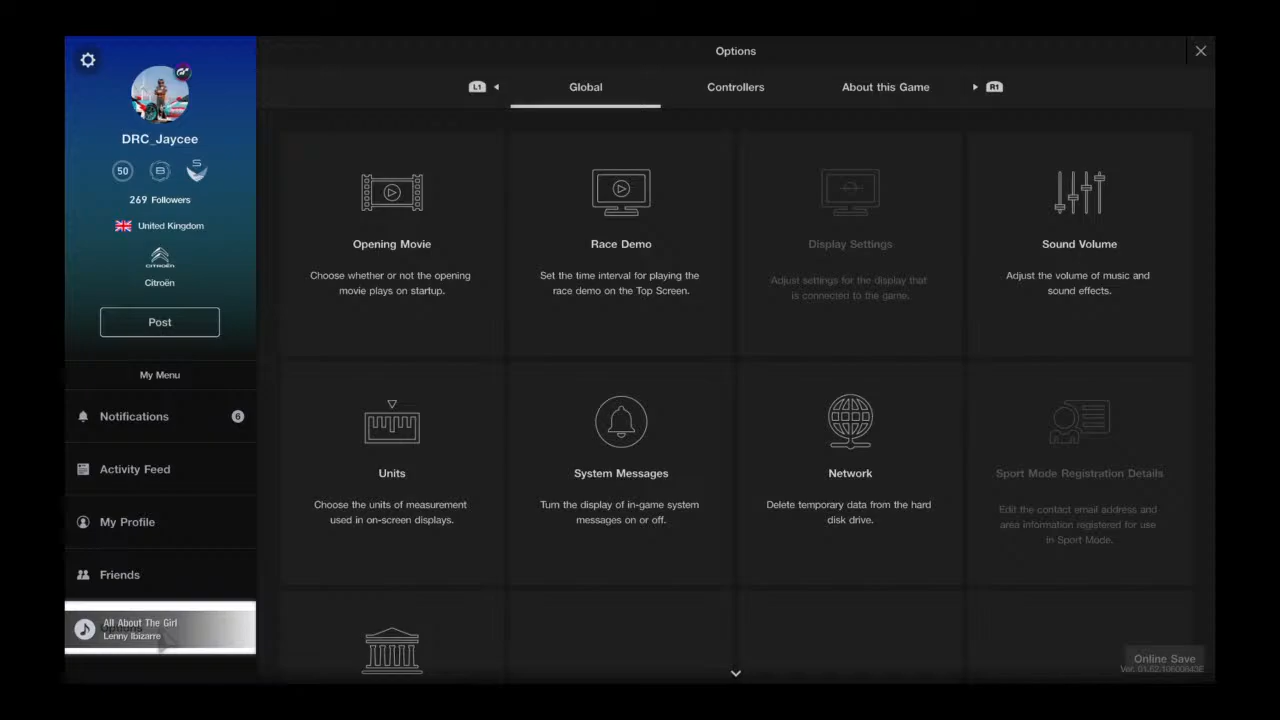 DRC_Jaycee
50
B
S
269 Followers
United Kingdom
CITROËN
Citroën
Post
My Menu
Notifications
6
Activity Feed
My Profile
Friends
All About The Girl
Lenny Ibizarre
Options
L1
Global
Controllers
About this Game
R1
Opening Movie
Choose whether or not the opening
movie plays on startup.
Race Demo
Set the time interval for playing the
race demo on the Top Screen.
Display Settings
Adjust settings for the display that
is connected to the game.
Sound Volume
Adjust the volume of music and
sound effects.
Units
Choose the units of measurement
used in on-screen displays.
System Messages
Turn the display of in-game system
messages on or off.
Network
Delete temporary data from the hard
disk drive.
Sport Mode Registration Details
Edit the contact email address and
area information registered for use
in Sport Mode.
Online Save